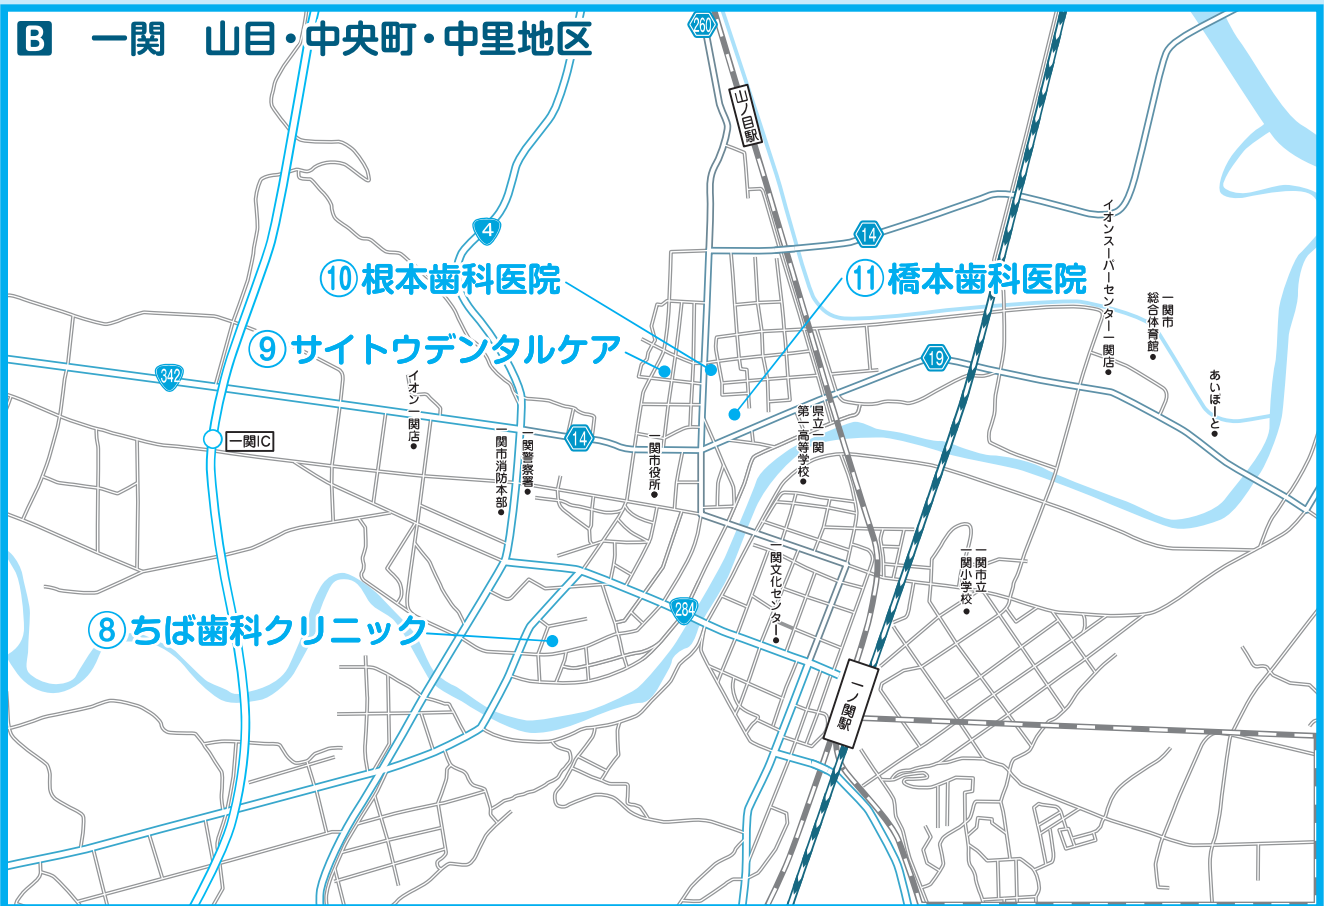 B 一関 山目・中央町・中里地区
260
山ノ目駅
4
14
⑩根本歯科医院
⑪橋本歯科医院
イオンスーパーセンター一関店
一関市
総合体育館
⑨サイトウデンタルケア
19
342
イオン一関店
あいぽーと
一関IC
14
一関市消防本部
一関警察署
一関市役所
県立一関
第一高等学校
一関文化センター
一関市立
一関小学校
284
⑧ちば歯科クリニック
一ノ関駅